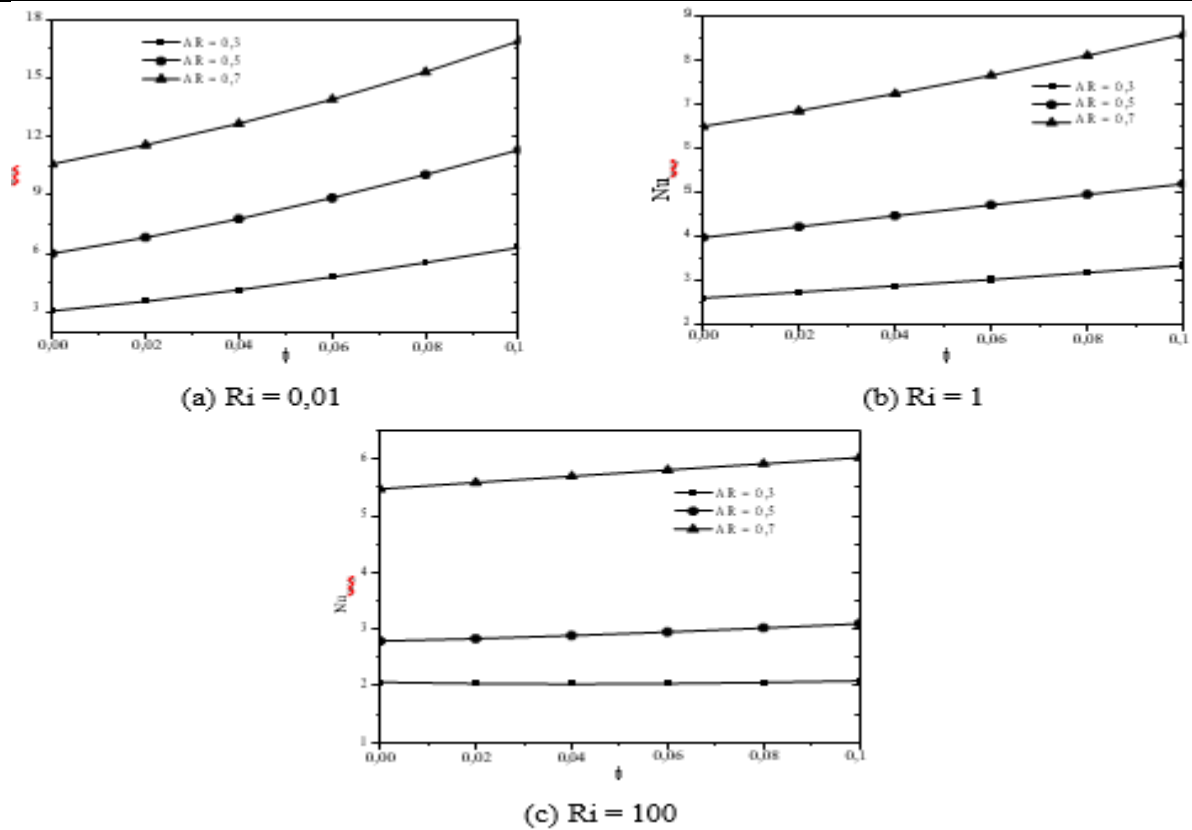 18
15
12
9
6
3
AR = 0,3
AR = 0,5
AR = 0,7
0,00 0,02 0,04 0,06 0,08 0,1
ϕ
(a) Ri = 0,01
9
8
7
6
5
4
3
2
Nu
AR = 0,3
AR = 0,5
AR = 0,7
0,00 0,02 0,04 0,06 0,08 0,1
ϕ
(b) Ri = 1
6
5
4
3
2
1
Nu
AR = 0,3
AR = 0,5
AR = 0,7
0,00 0,02 0,04 0,06 0,08 0,1
ϕ
(c) Ri = 100